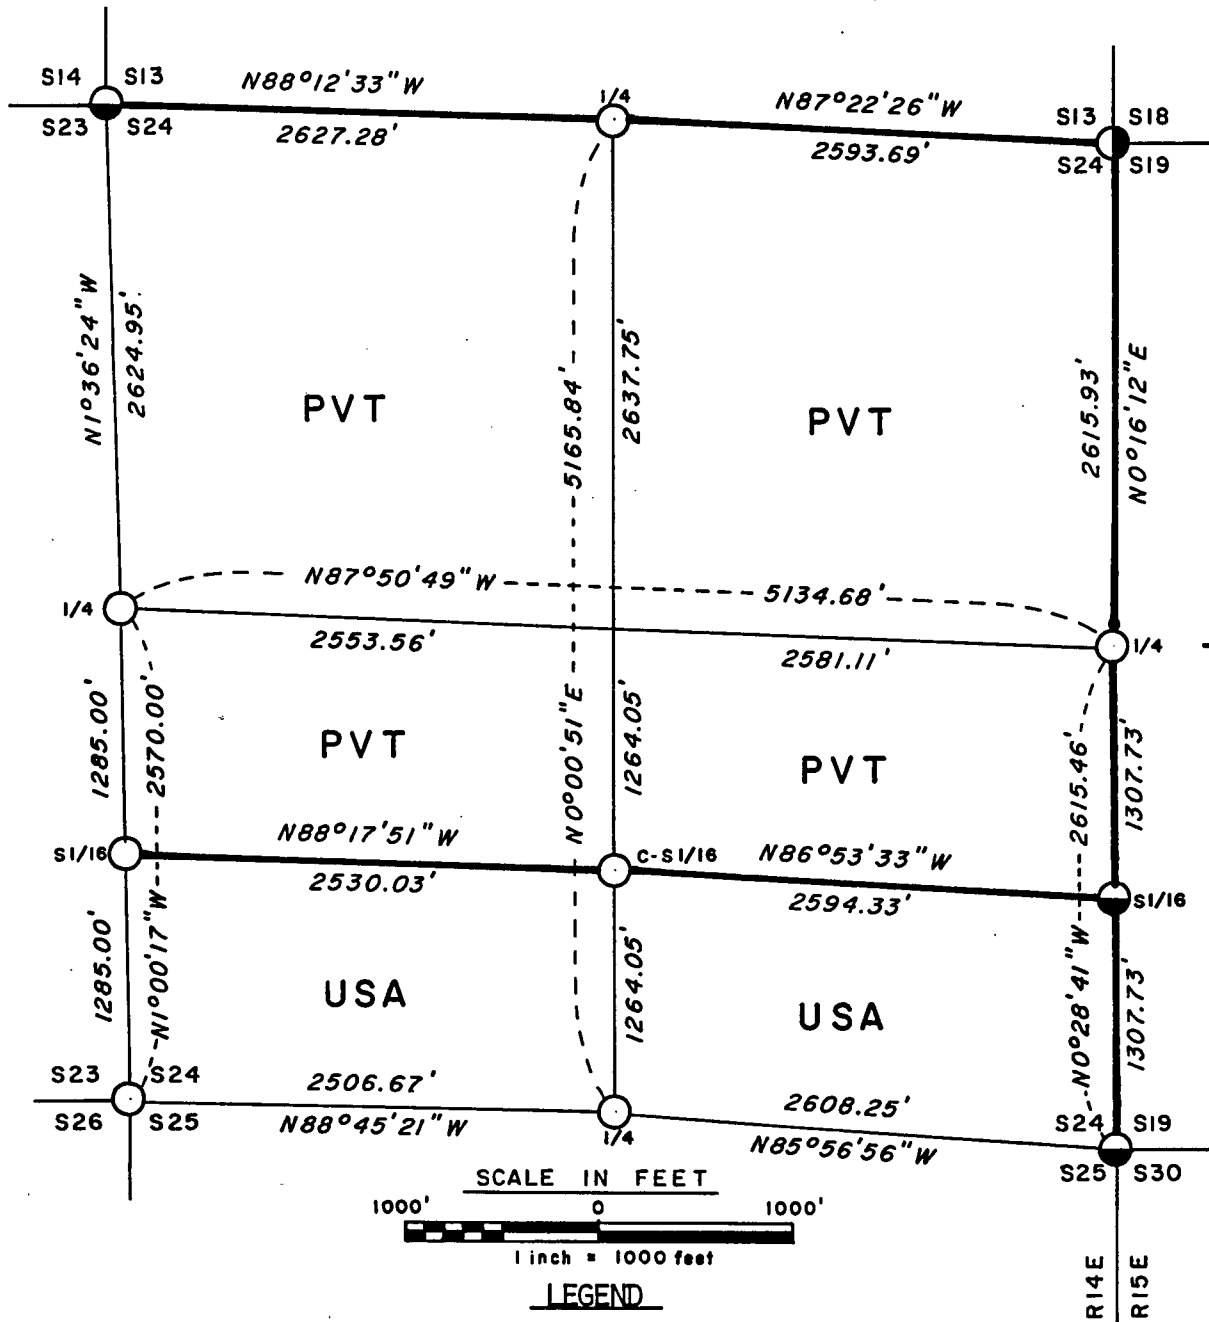 S14 S13
N88°12'33"W
1/4
N87°22'26"W
S13 S18
S23 S24
2627.28'
2593.69'
S24 S19
N1°36'24"W
2624.95'
5165.84'
2637.75'
2615.93'
N0°16'12"E
PVT
PVT
N87°50'49"W
5134.68'
1/4
2553.56'
2581.11'
1/4
1285.00'
2570.00'
N0°00'51"E
1264.05'
2615.46'
1307.73'
PVT
PVT
S1/16
N88°17'51"W
C-S1/16
N86°53'33"W
2530.03'
2594.33'
S1/16
1285.00'
N1°00'17"W
1264.05'
N0°28'41"W
1307.73'
USA
USA
S23 S24
2506.67'
2608.25'
S24 S19
S26 S25
N88°45'21"W
1/4
N85°56'56"W
S25 S30
SCALE IN FEET
1000' 0 1000'
1 inch = 1000 feet
LEGEND
R14E
R15E